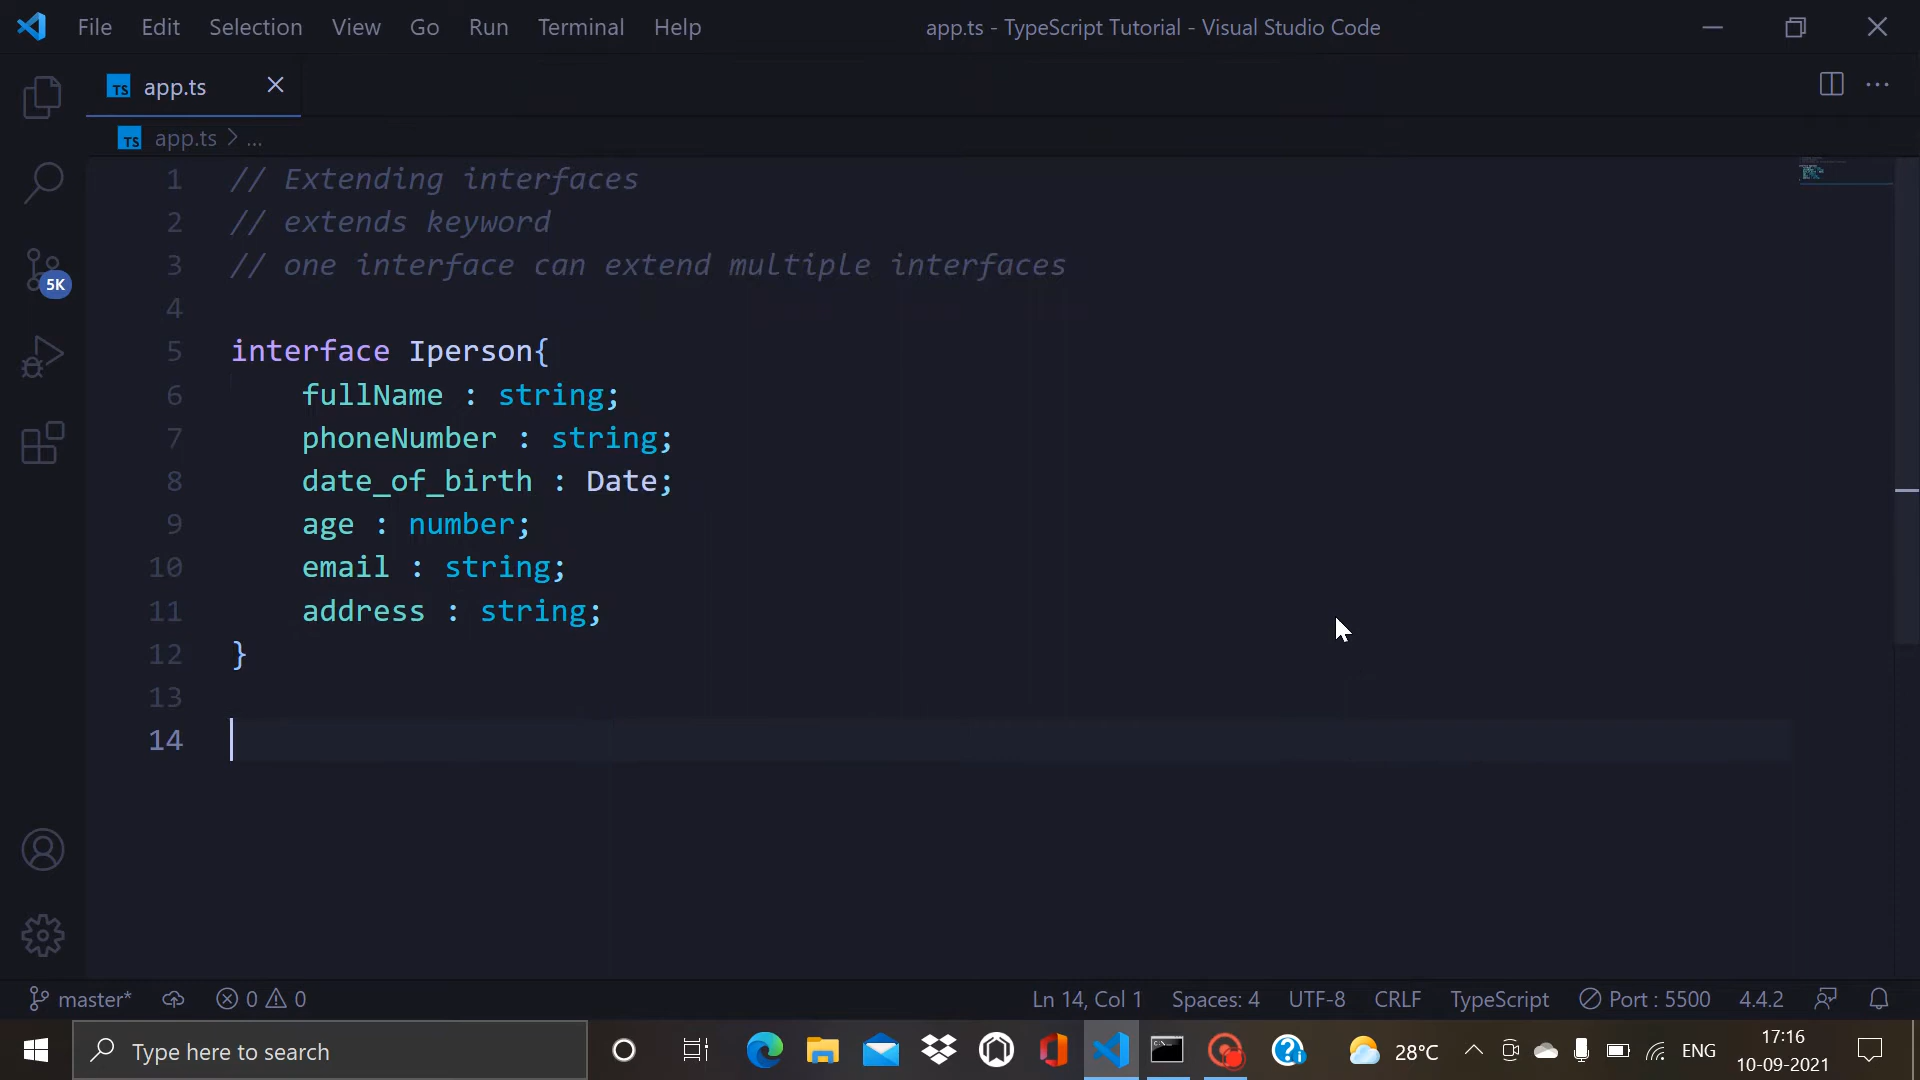 File Edit Selection View Go Run Terminal Help app.ts - TypeScript Tutorial - Visual Studio Code
TS app.ts
TS app.ts > ...
1 // Extending interfaces
2 // extends keyword
3 // one interface can extend multiple interfaces
4
5 interface Iperson{
6 fullName : string;
7 phoneNumber : string;
8 date_of_birth : Date;
9 age : number;
10 email : string;
11 address : string;
12 }
13
14
5K
master* 0 0 Ln 14, Col 1 Spaces: 4 UTF-8 CRLF TypeScript Port : 5500 4.4.2
Type here to search 28°C ENG 17:16
10-09-2021